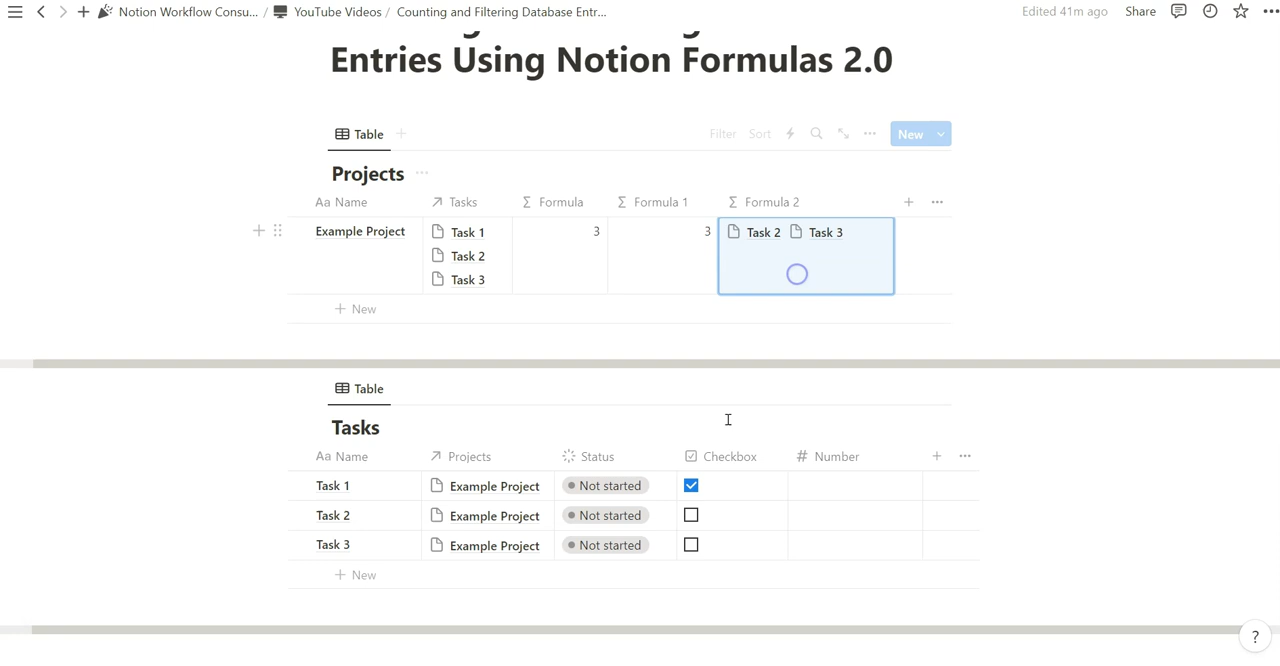 Notion Workflow Consu... / YouTube Videos / Counting and Filtering Database Entr...
Edited 41m ago Share
Entries Using Notion Formulas 2.0
Table Filter Sort New
Projects
Aa Name Tasks Σ Formula Σ Formula 1 Σ Formula 2
Example Project Task 1 3 3 Task 2 Task 3
Task 2
Task 3
+ New
Table
Tasks
Aa Name Projects Status Checkbox # Number
Task 1 Example Project Not started
Task 2 Example Project Not started
Task 3 Example Project Not started
+ New
?